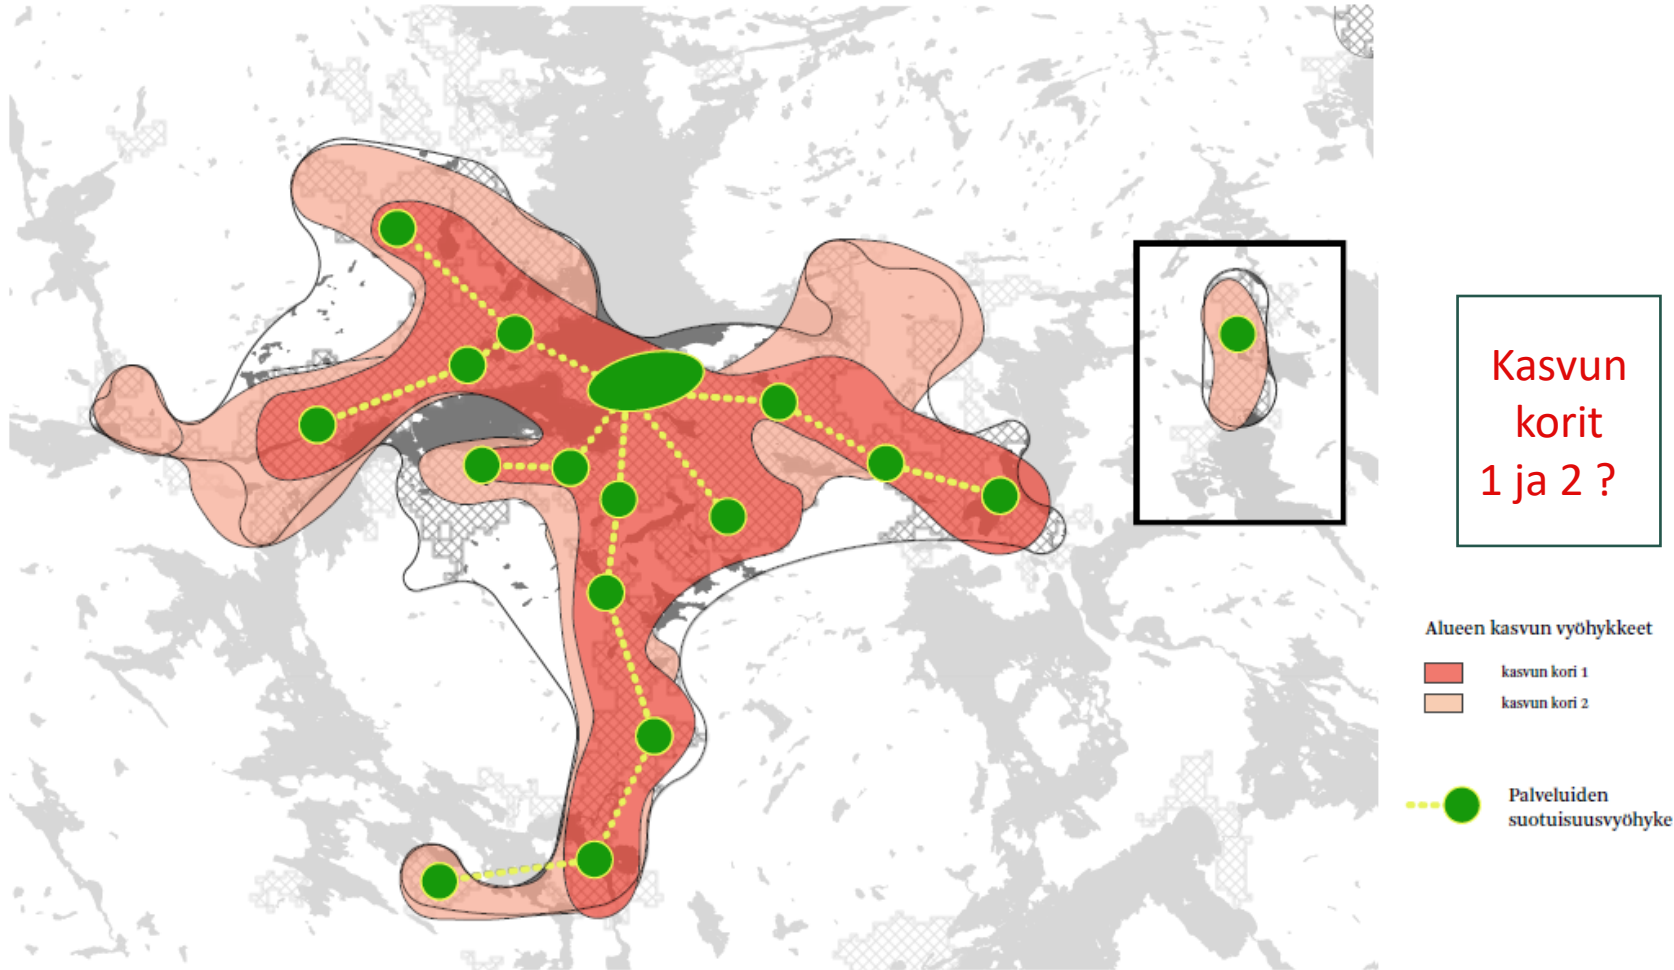 Kasvun
korit
1 ja 2 ?
Alueen kasvun vyöhykkeet
kasvun kori 1
kasvun kori 2
Palveluiden
suotuisuusvyöhyke